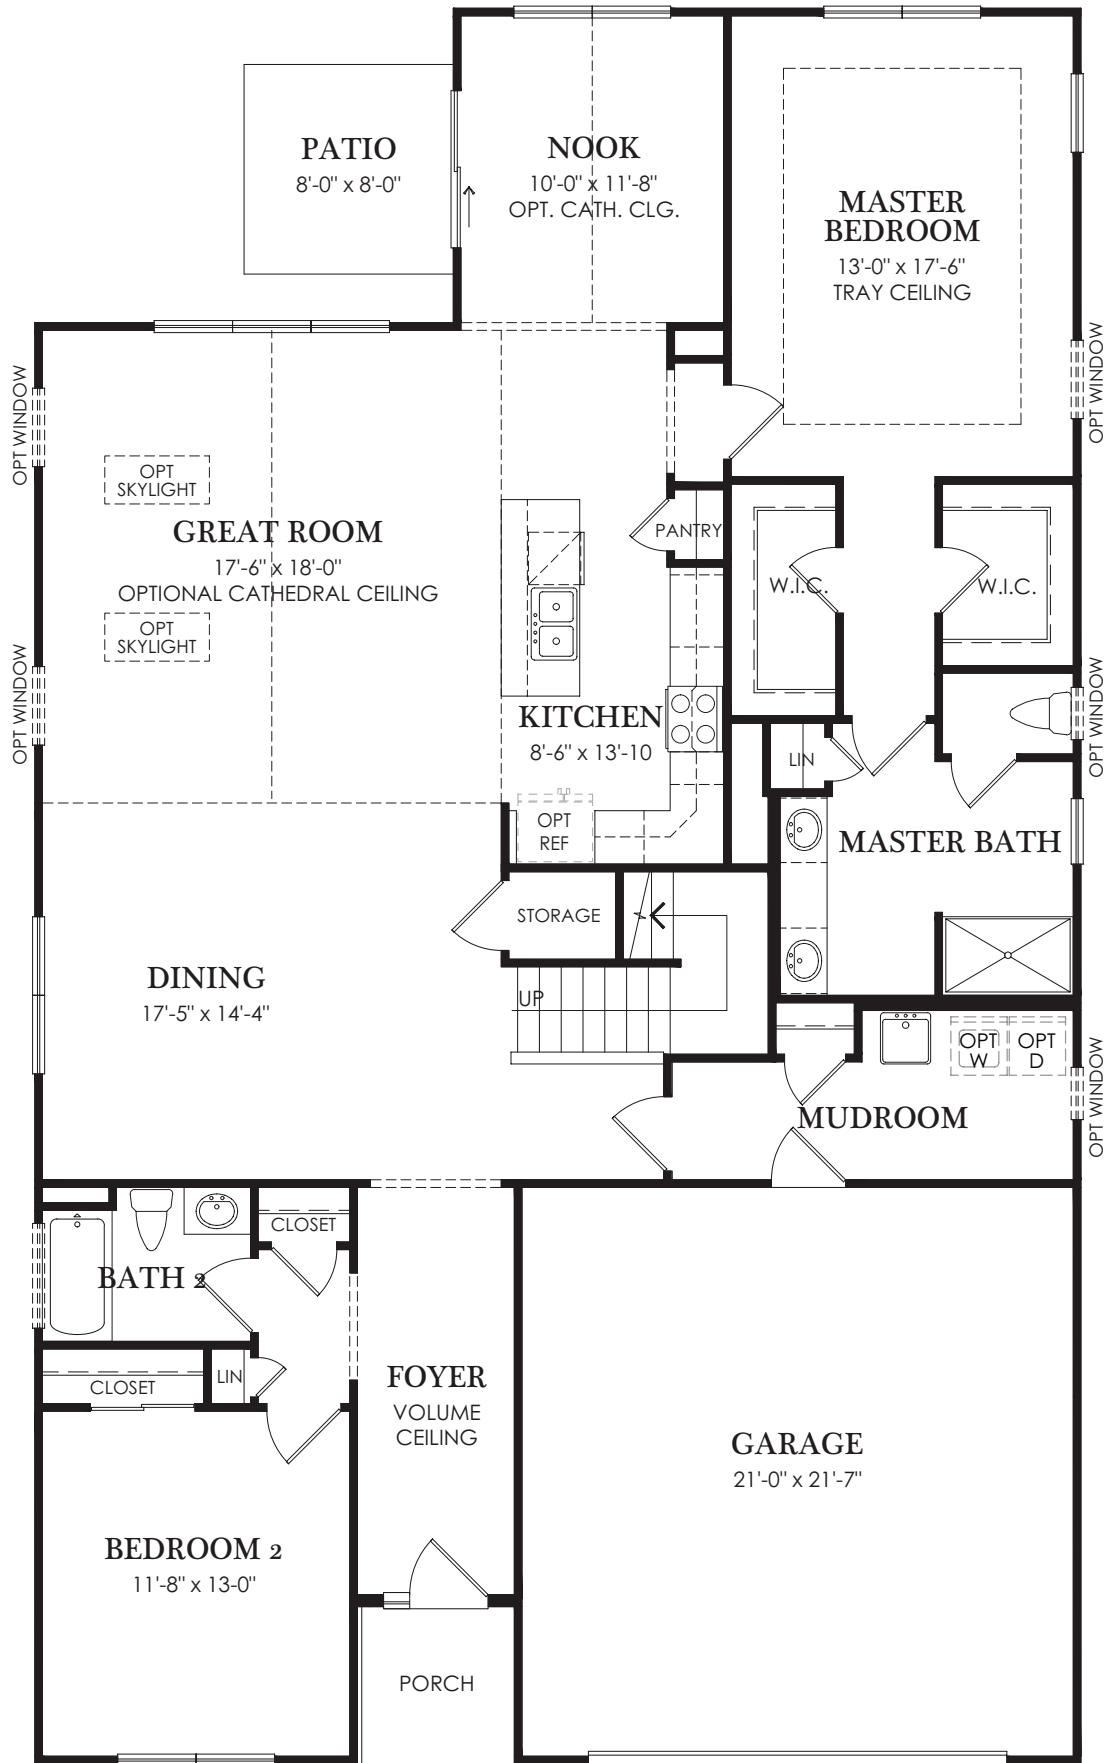 PATIO
8'-0" x 8'-0"
NOOK
10'-0" x 11'-8"
OPT. CATH. CLG.
MASTER
BEDROOM
13'-0" x 17'-6"
TRAY CEILING
OPT WINDOW
OPT WINDOW
OPT
SKYLIGHT
GREAT ROOM
17'-6" x 18'-0"
OPTIONAL CATHEDRAL CEILING
OPT
SKYLIGHT
PANTRY
W.I.C.
W.I.C.
OPT WINDOW
OPT WINDOW
KITCHEN
8'-6" x 13'-10
LIN
OPT
REF
MASTER BATH
STORAGE
UP
DINING
17'-5" x 14'-4"
OPT
W
OPT
D
OPT WINDOW
MUDROOM
CLOSET
BATH 2
CLOSET
LIN
FOYER
VOLUME
CEILING
GARAGE
21'-0" x 21'-7"
BEDROOM 2
11'-8" x 13-0"
PORCH